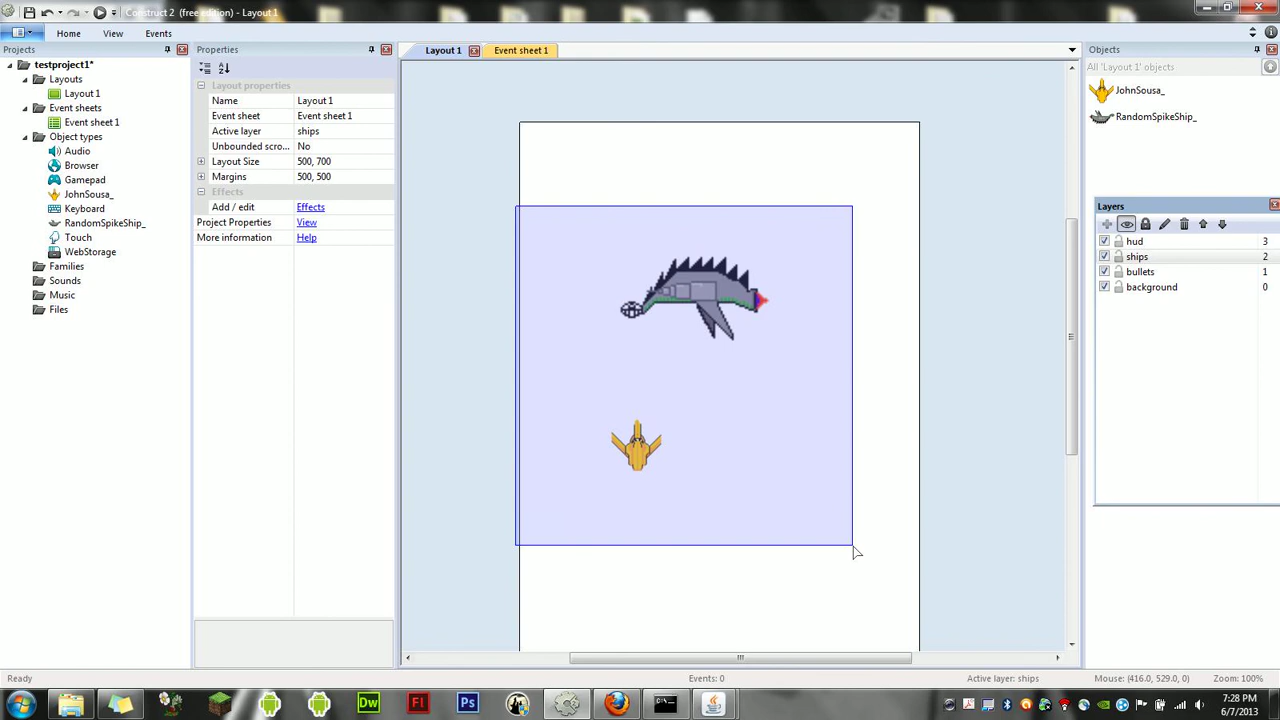 Construct 2 (free edition) - Layout 1
Home View Events
Projects
testproject1*
Layouts
Layout 1
Event sheets
Event sheet 1
Object types
Audio
Browser
Gamepad
JohnSousa_
Keyboard
RandomSpikeShip_
Touch
WebStorage
Families
Sounds
Music
Files
Properties
Layout properties
Name Layout 1
Event sheet Event sheet 1
Active layer ships
Unbounded scro... No
Layout Size 500, 700
Margins 500, 500
Effects
Add / edit Effects
Project Properties View
More information Help
Layout 1 Event sheet 1
Objects
All 'Layout 1' objects
JohnSousa_
RandomSpikeShip_
Layers
hud 3
ships 2
bullets 1
background 0
Ready Events: 0 Active layer: ships Mouse: (416.0, 529.0, 0) Zoom: 100%
Dw Fl Ps
7:28 PM
6/7/2013